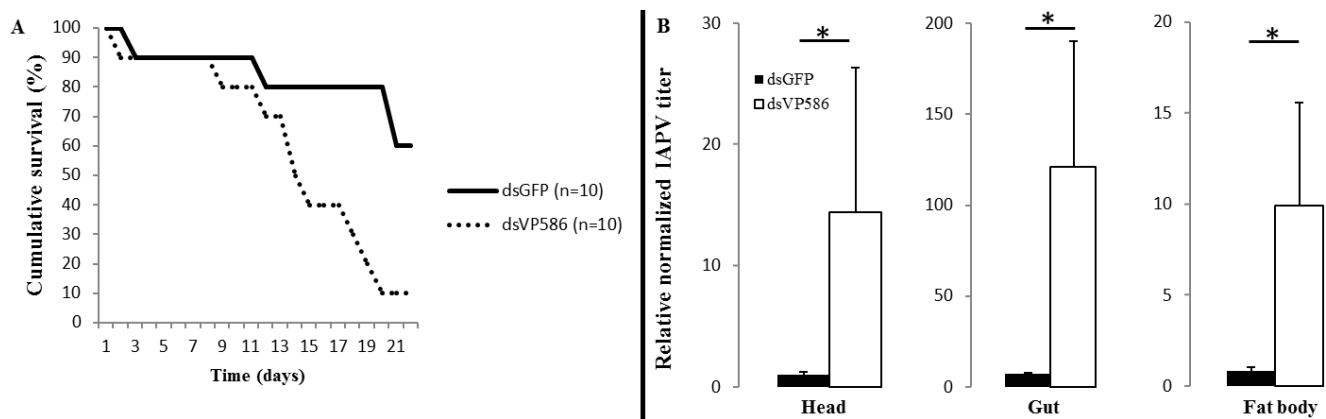 A
Cumulative survival (%)
100
90
80
70
60
50
40
30
20
10
0
1 3 5 7 9 11 13 15 17 19 21
Time (days)
dsGFP (n=10)
dsVP586 (n=10)
B
Relative normalized IAPV titer
30
20
10
0
*
dsGFP
dsVP586
Head
200
150
100
50
0
*
Gut
20
15
10
5
0
*
Fat body